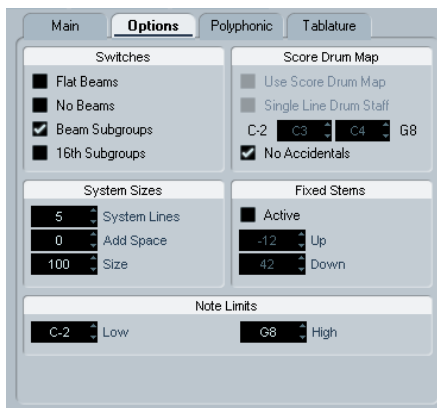 Main Options Polyphonic Tablature
Switches
Flat Beams
No Beams
Beam Subgroups
16th Subgroups
Score Drum Map
Use Score Drum Map
Single Line Drum Staff
C-2 C3 C4 G8
No Accidentals
System Sizes
5 System Lines
0 Add Space
100 Size
Fixed Stems
Active
-12 Up
42 Down
Note Limits
C-2 Low G8 High